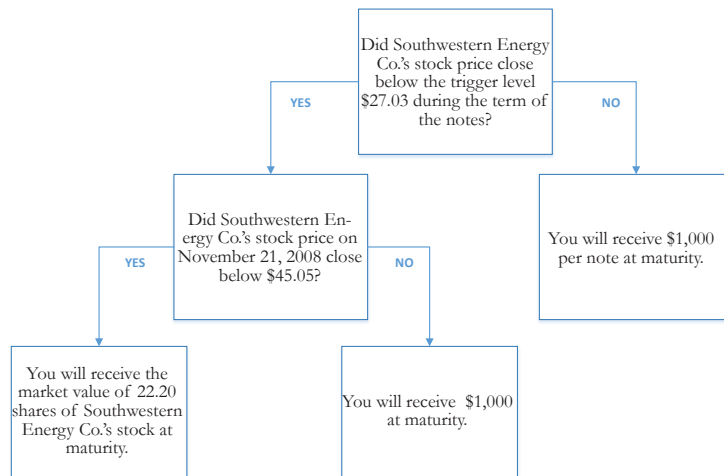 Did Southwestern Energy
Co.'s stock price close
below the trigger level
$27.03 during the term of
the notes?
YES
NO
Did Southwestern En-
ergy Co.'s stock price on
November 21, 2008 close
below $45.05?
You will receive $1,000
per note at maturity.
YES
NO
You will receive the
market value of 22.20
shares of Southwestern
Energy Co.'s stock at
maturity.
You will receive $1,000
at maturity.